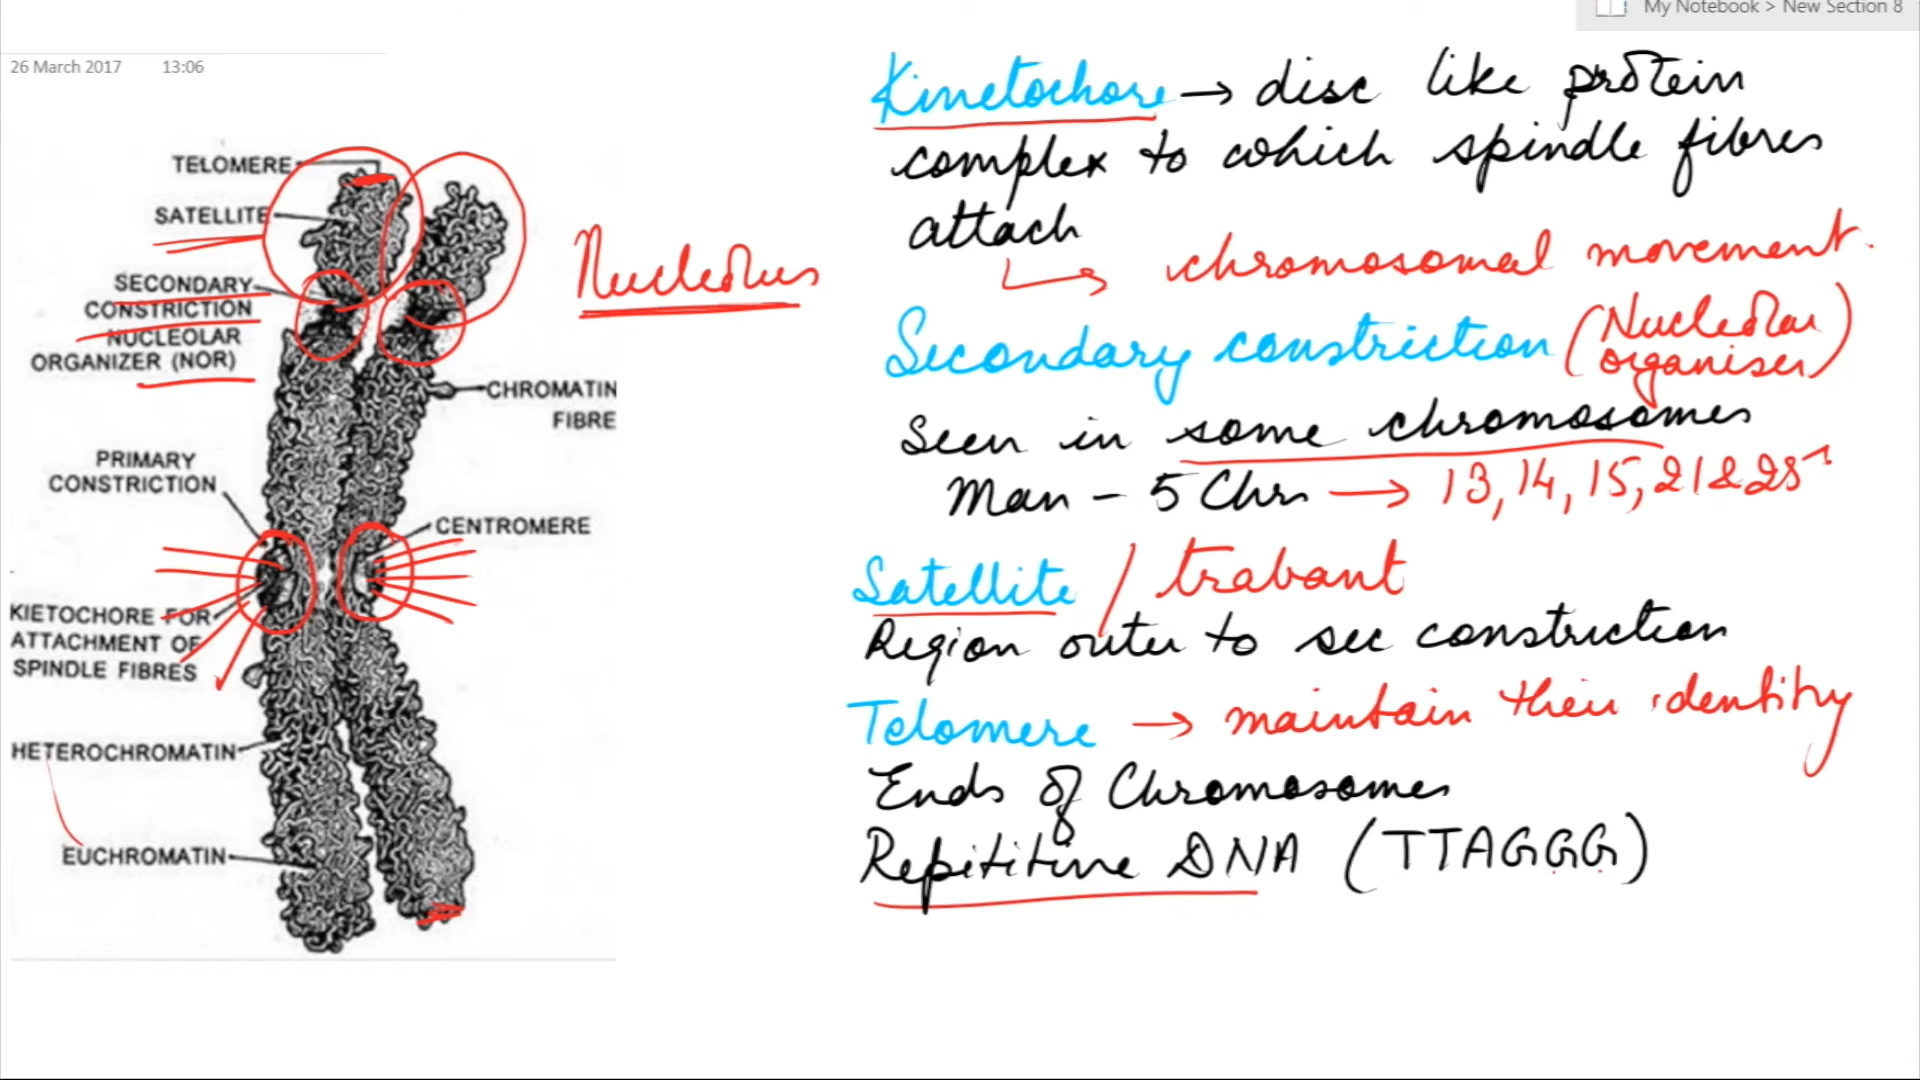 My Notebook > New Section 8
26 March 2017 13:06
TELOMERE
SATELLITE
SECONDARY
CONSTRICTION
NUCLEOLAR
ORGANIZER (NOR)
CHROMATIN
FIBRE
PRIMARY
CONSTRICTION
CENTROMERE
KIETOCHORE FOR
ATTACHMENT OF
SPINDLE FIBRES
HETEROCHROMATIN
EUCHROMATIN
Nucleolus
Kinetochore → disc like protein
complex to which spindle fibres
attach
↳ chromosomal movement.
Secondary constriction (Nucleolar
organiser)
Seen in some chromosomes
Man - 5 Chr → 13, 14, 15, 21 &
Satellite / trabant
Region outer to sec constriction
Telomere → maintain their identity
Ends of Chromosomes
Repititive DNA (TTAGGG)